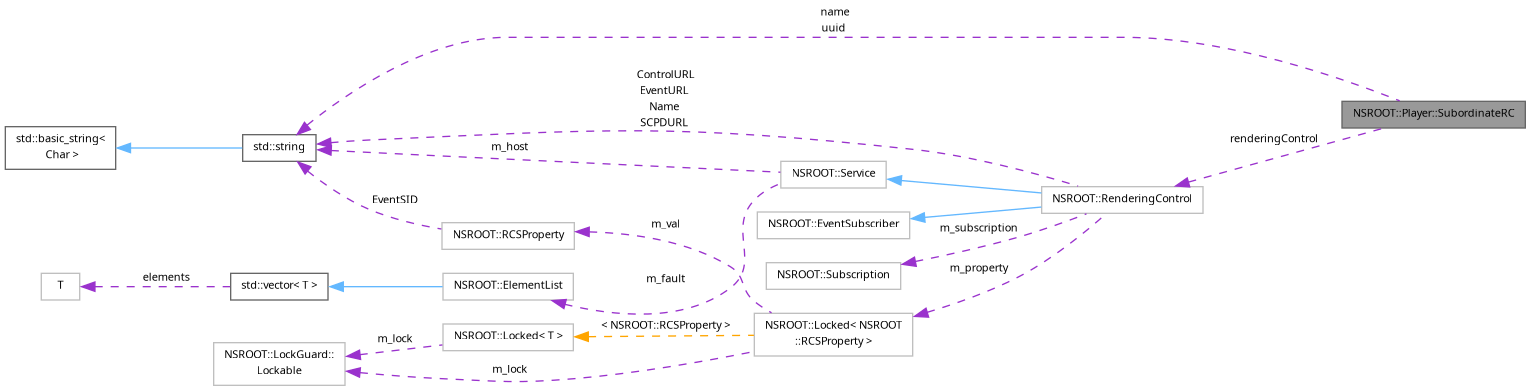 name
uuid
ControlURL
EventURL
Name
SCPDURL
NSROOT::Player::SubordinateRC
std::basic_string<
Char >
std::string
m_host
renderingControl
NSROOT::Service
EventSID
NSROOT::RenderingControl
NSROOT::RCSProperty
m_val
NSROOT::EventSubscriber
m_subscription
T
elements
std::vector< T >
NSROOT::ElementList
m_fault
NSROOT::Subscription
m_property
NSROOT::LockGuard::
Lockable
m_lock
NSROOT::Locked< T >
< NSROOT::RCSProperty >
NSROOT::Locked< NSROOT
::RCSProperty >
m_lock